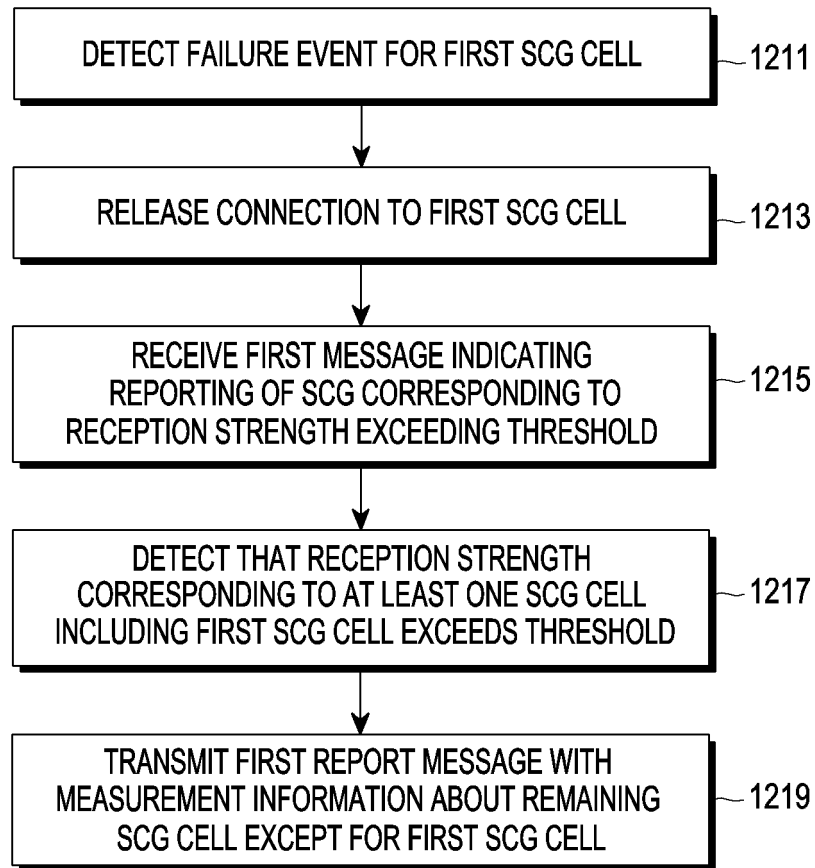 DETECT FAILURE EVENT FOR FIRST SCG CELL
1211
RELEASE CONNECTION TO FIRST SCG CELL
1213
RECEIVE FIRST MESSAGE INDICATING
REPORTING OF SCG CORRESPONDING TO
RECEPTION STRENGTH EXCEEDING THRESHOLD
1215
DETECT THAT RECEPTION STRENGTH
CORRESPONDING TO AT LEAST ONE SCG CELL
INCLUDING FIRST SCG CELL EXCEEDS THRESHOLD
1217
TRANSMIT FIRST REPORT MESSAGE WITH
MEASUREMENT INFORMATION ABOUT REMAINING
SCG CELL EXCEPT FOR FIRST SCG CELL
1219